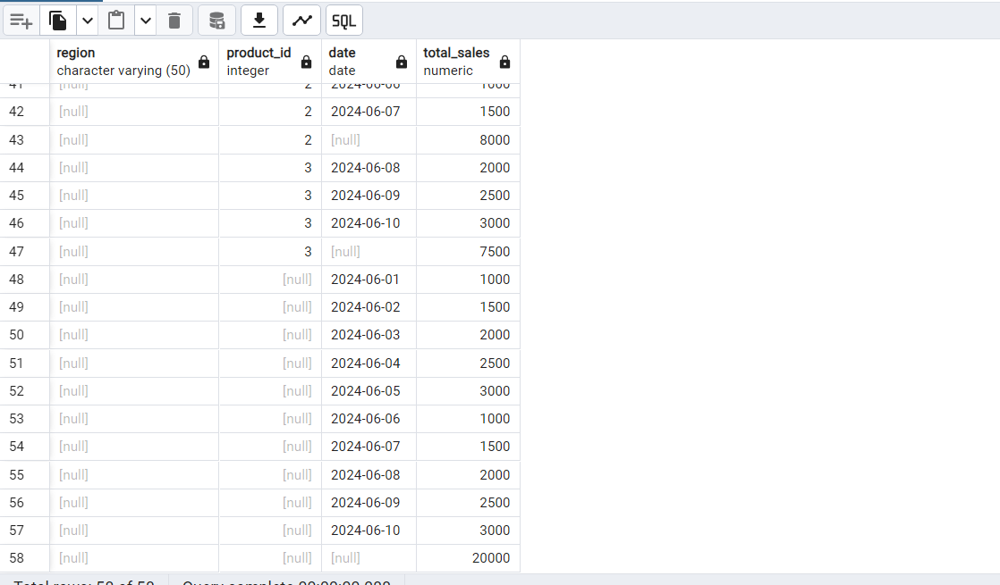 SQL
region product_id date total_sales
character varying (50) integer date numeric
41 [null] 2 2024-06-06 1000
42 [null] 2 2024-06-07 1500
43 [null] 2 [null] 8000
44 [null] 3 2024-06-08 2000
45 [null] 3 2024-06-09 2500
46 [null] 3 2024-06-10 3000
47 [null] 3 [null] 7500
48 [null] [null] 2024-06-01 1000
49 [null] [null] 2024-06-02 1500
50 [null] [null] 2024-06-03 2000
51 [null] [null] 2024-06-04 2500
52 [null] [null] 2024-06-05 3000
53 [null] [null] 2024-06-06 1000
54 [null] [null] 2024-06-07 1500
55 [null] [null] 2024-06-08 2000
56 [null] [null] 2024-06-09 2500
57 [null] [null] 2024-06-10 3000
58 [null] [null] [null] 20000
Total rows: 58 of 58 Query complete